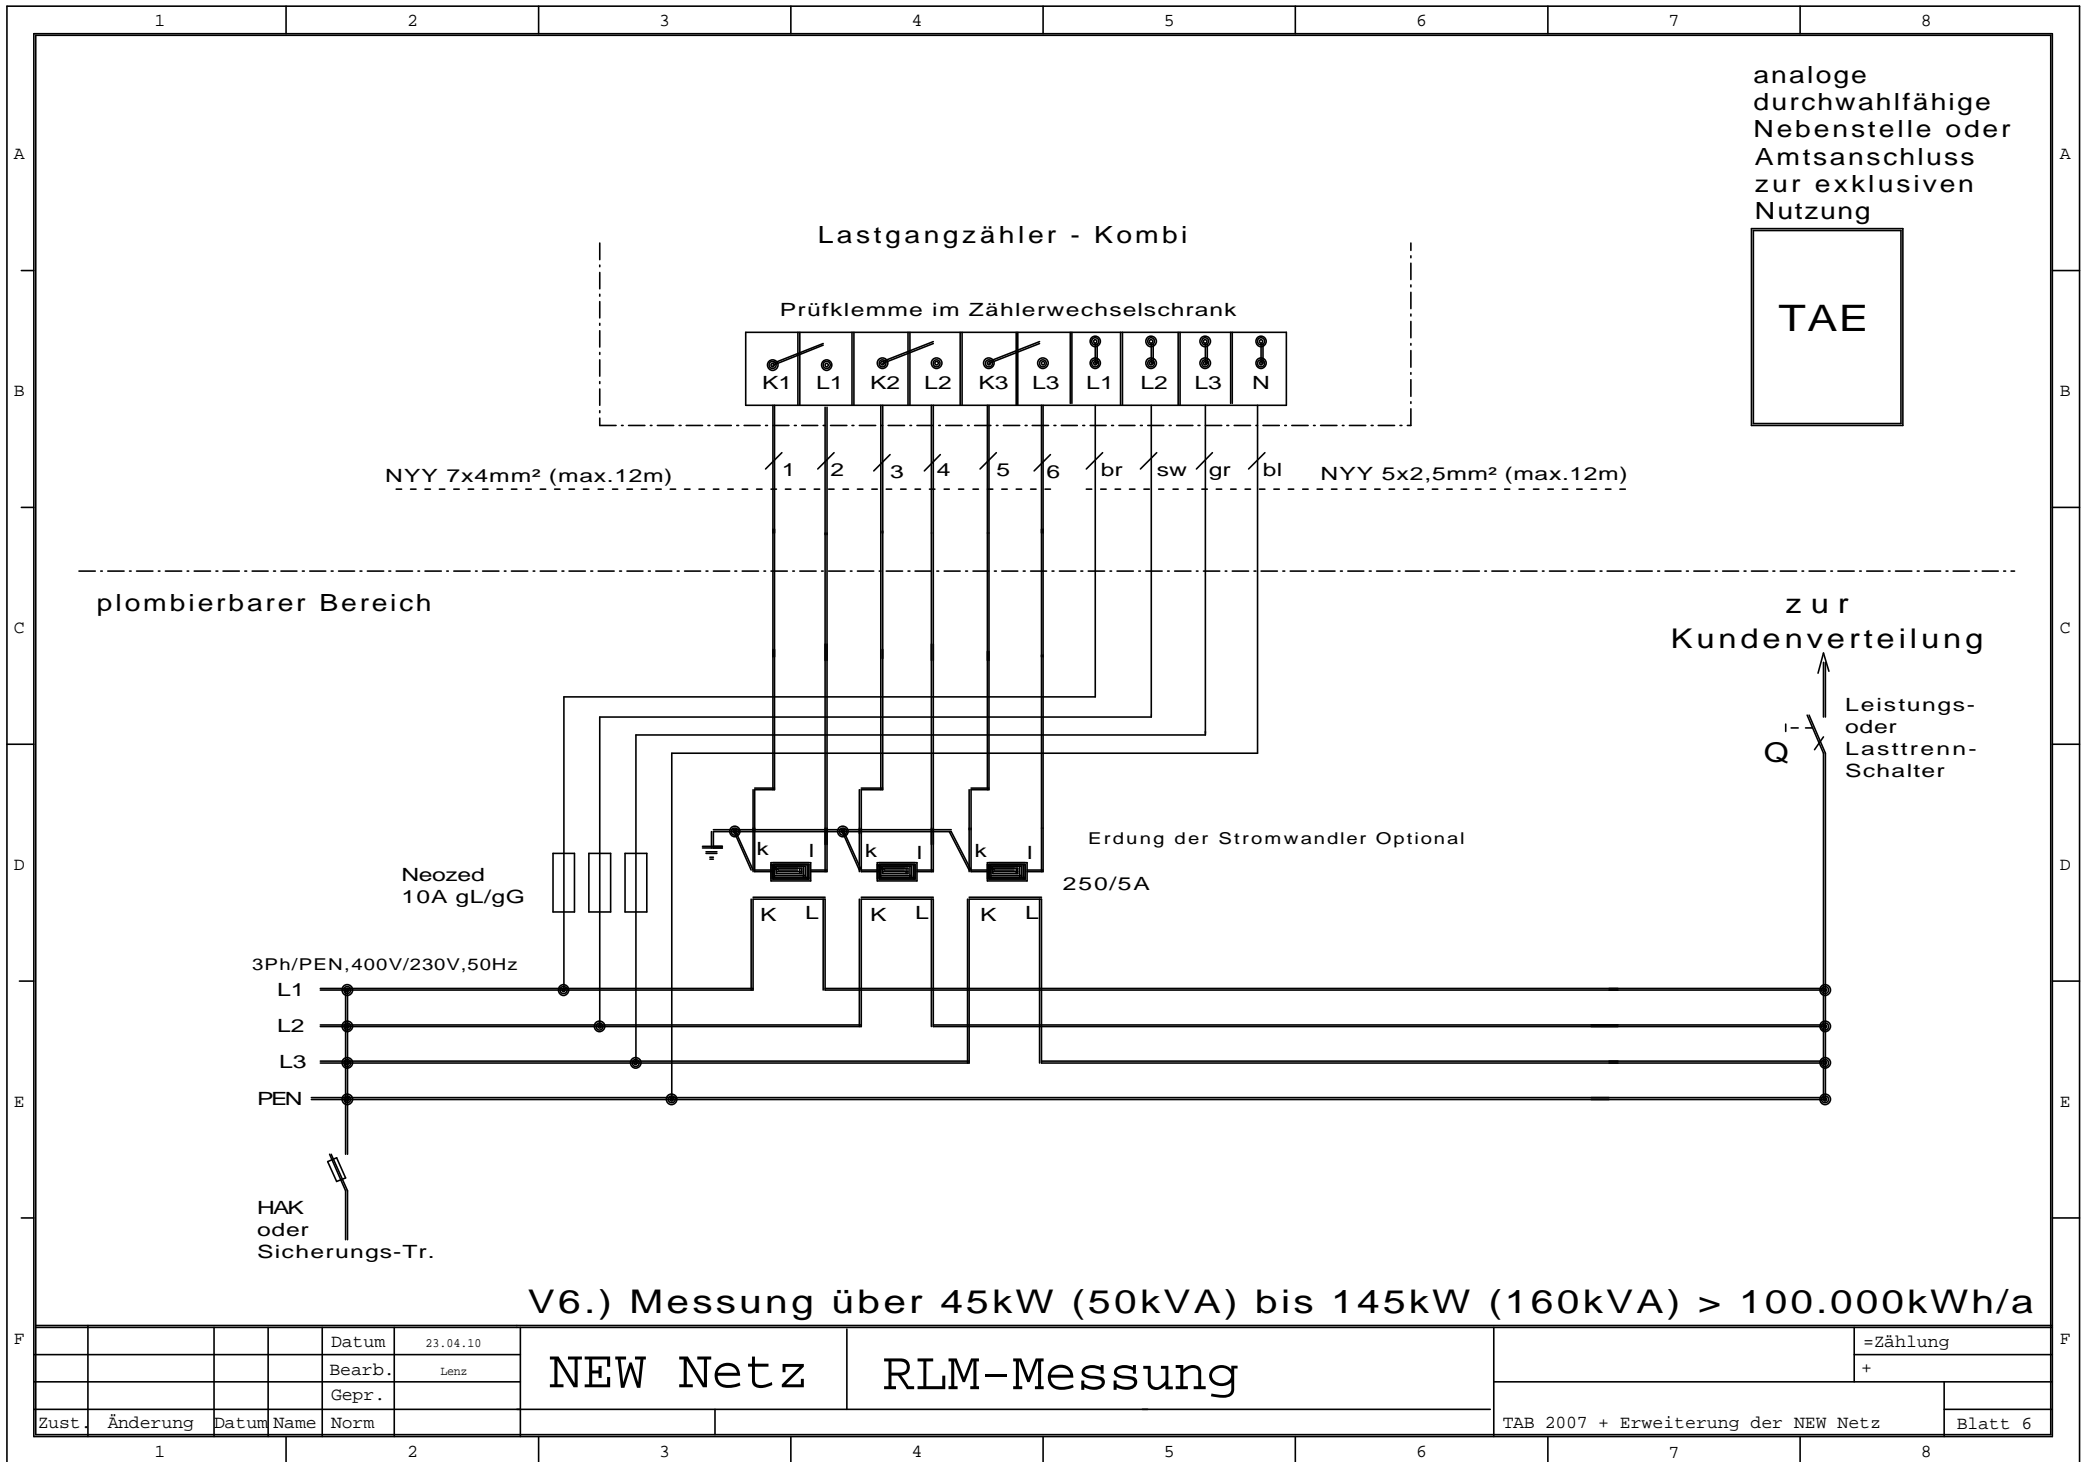 1 2 3 4 5 6 7 8
analoge
durchwahlfähige
Nebenstelle oder
Amtsanschluss
zur exklusiven
Nutzung
A A
Lastgangzähler - Kombi
TAE
Prüfklemme im Zählerwechselschrank
K1 L1 K2 L2 K3 L3 L1 L2 L3 N
B B
NYY 7x4mm² (max.12m) 1 2 3 4 5 6 br sw gr bl NYY 5x2,5mm² (max.12m)
plombierbarer Bereich
zur
Kundenverteilung
C C
Leistungs-
oder
Lasttrenn-
Schalter
Q
Erdung der Stromwandler Optional
k l k l k l
D D
Neozed
10A gL/gG
250/5A
K L K L K L
3Ph/PEN,400V/230V,50Hz
L1
L2
L3
PEN
E E
HAK
oder
Sicherungs-Tr.
V6.) Messung über 45kW (50kVA) bis 145kW (160kVA) > 100.000kWh/a
F F
Datum 23.04.10
Bearb. Lenz
Gepr.
Zust. Änderung Datum Name Norm
NEW Netz
RLM-Messung
=Zählung
+
TAB 2007 + Erweiterung der NEW Netz
Blatt 6
1 2 3 4 5 6 7 8